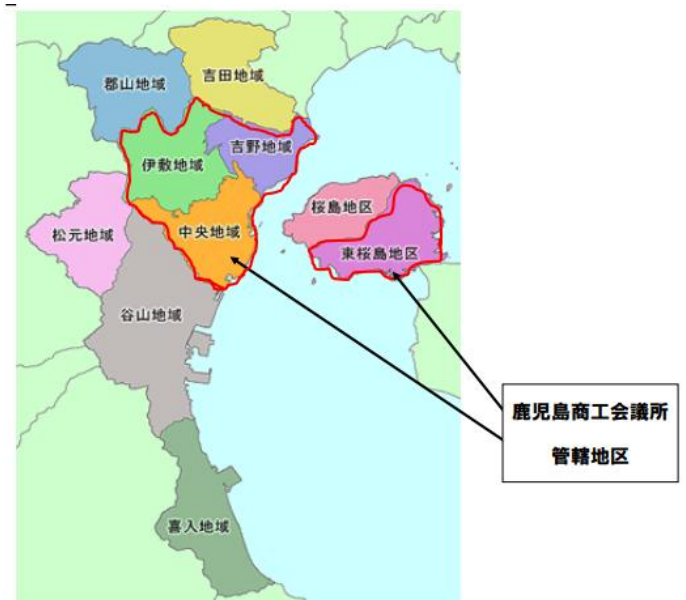 郡山地域
吉田地域
伊敷地域
吉野地域
松元地域
中央地域
桜島地区
東桜島地区
谷山地域
鹿児島商工会議所
管轄地区
喜入地域